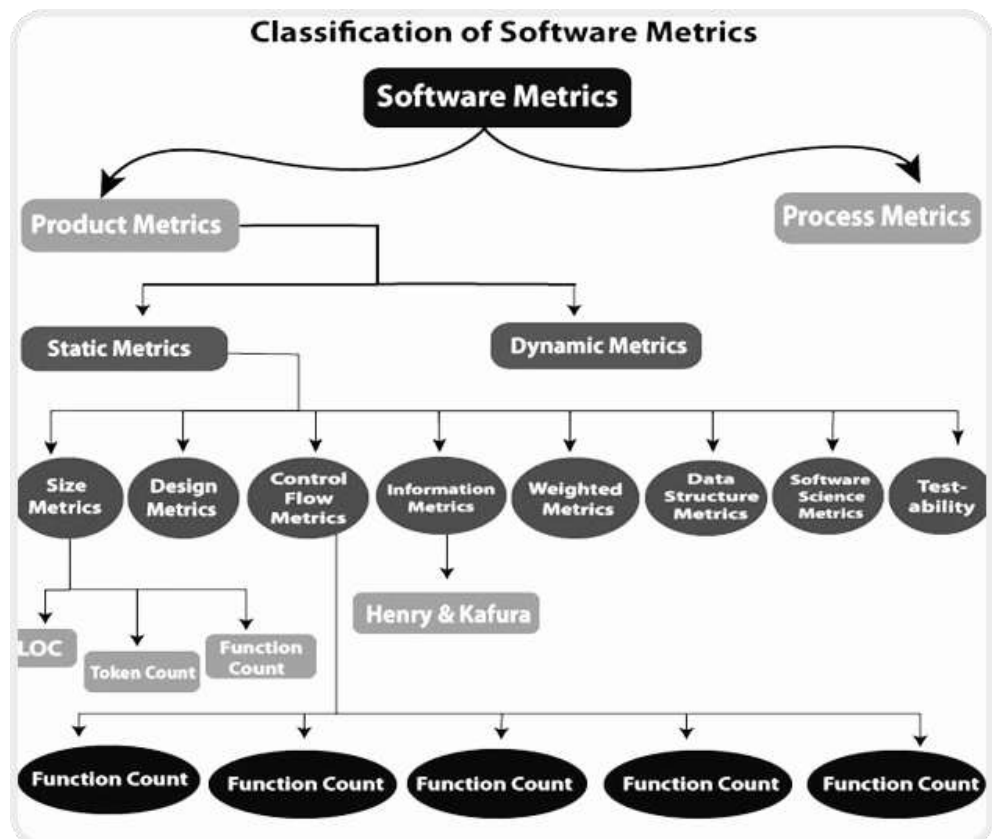 Classification of Software Metrics
Software Metrics
Product Metrics
Process Metrics
Static Metrics
Dynamic Metrics
Size
Metrics
Design
Metrics
Control
Flow
Metrics
Information
Metrics
Weighted
Metrics
Data
Structure
Metrics
Software
Science
Metrics
Test-
ability
LOC
Token Count
Function
Count
Henry & Kafura
Function Count
Function Count
Function Count
Function Count
Function Count